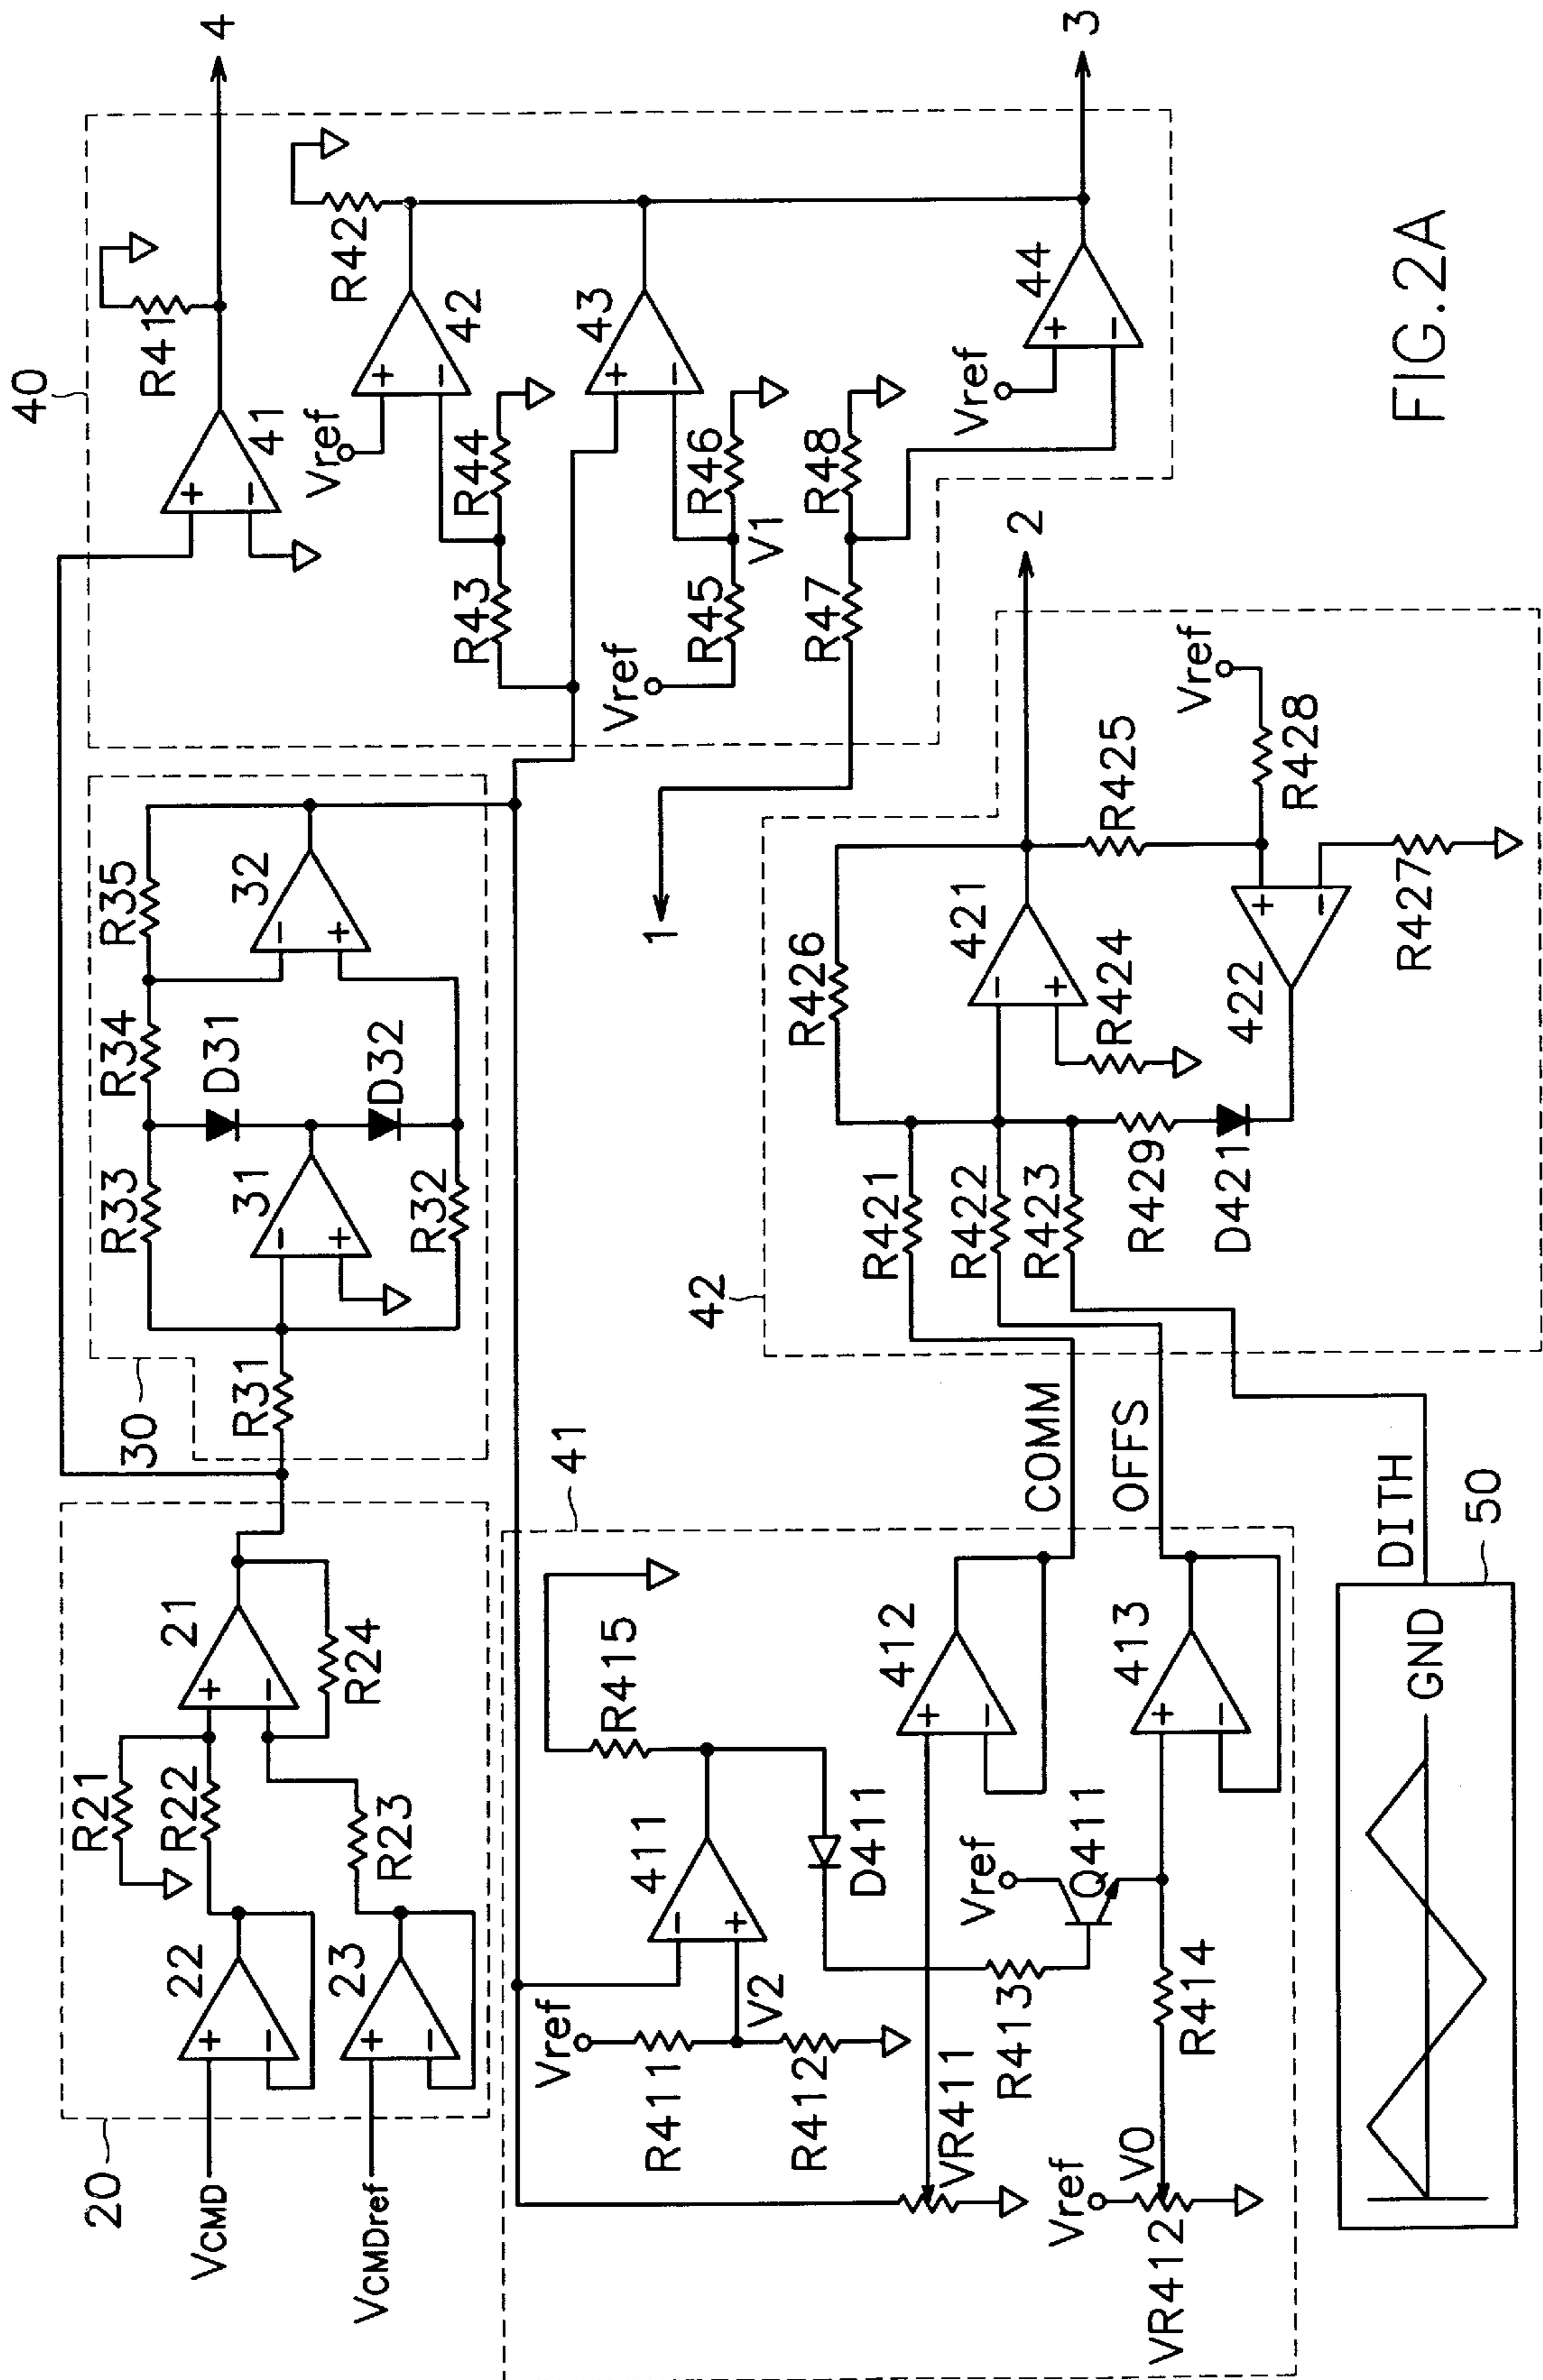 VCMD
VCMDref
20
22
23
R21
R22
R23
21
+
−
R24
30
R31
R33
31
R32
D31
D32
R34
R35
32
40
R41
41
4
Vref
R42
42
R43
R44
43
Vref
R45
R46
V1
R47
R48
Vref
44
3
1
41
Vref
R411
R412
V2
411
R415
D411
VR411
412
COMM
R413
Vref
Q411
Vref
VR412
VO
R414
413
OFFS
42
R421
R422
R423
R426
421
R424
R425
2
R429
D421
422
R427
R428
Vref
DITH
50
GND
FIG.2A